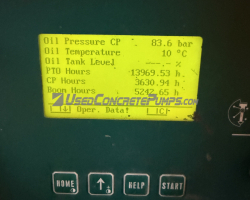 Oil Pressure CP 83.6 bar
Oil Temperature 10 °C
Oil Tank Level ---.- %
PTO Hours 13969.53 h
CP Hours 3630.94 h
Boom Hours 5242.65 h
USEDCONCRETEPUMPS.COM
[i] Oper. Data! [C]
HOME
HELP
START